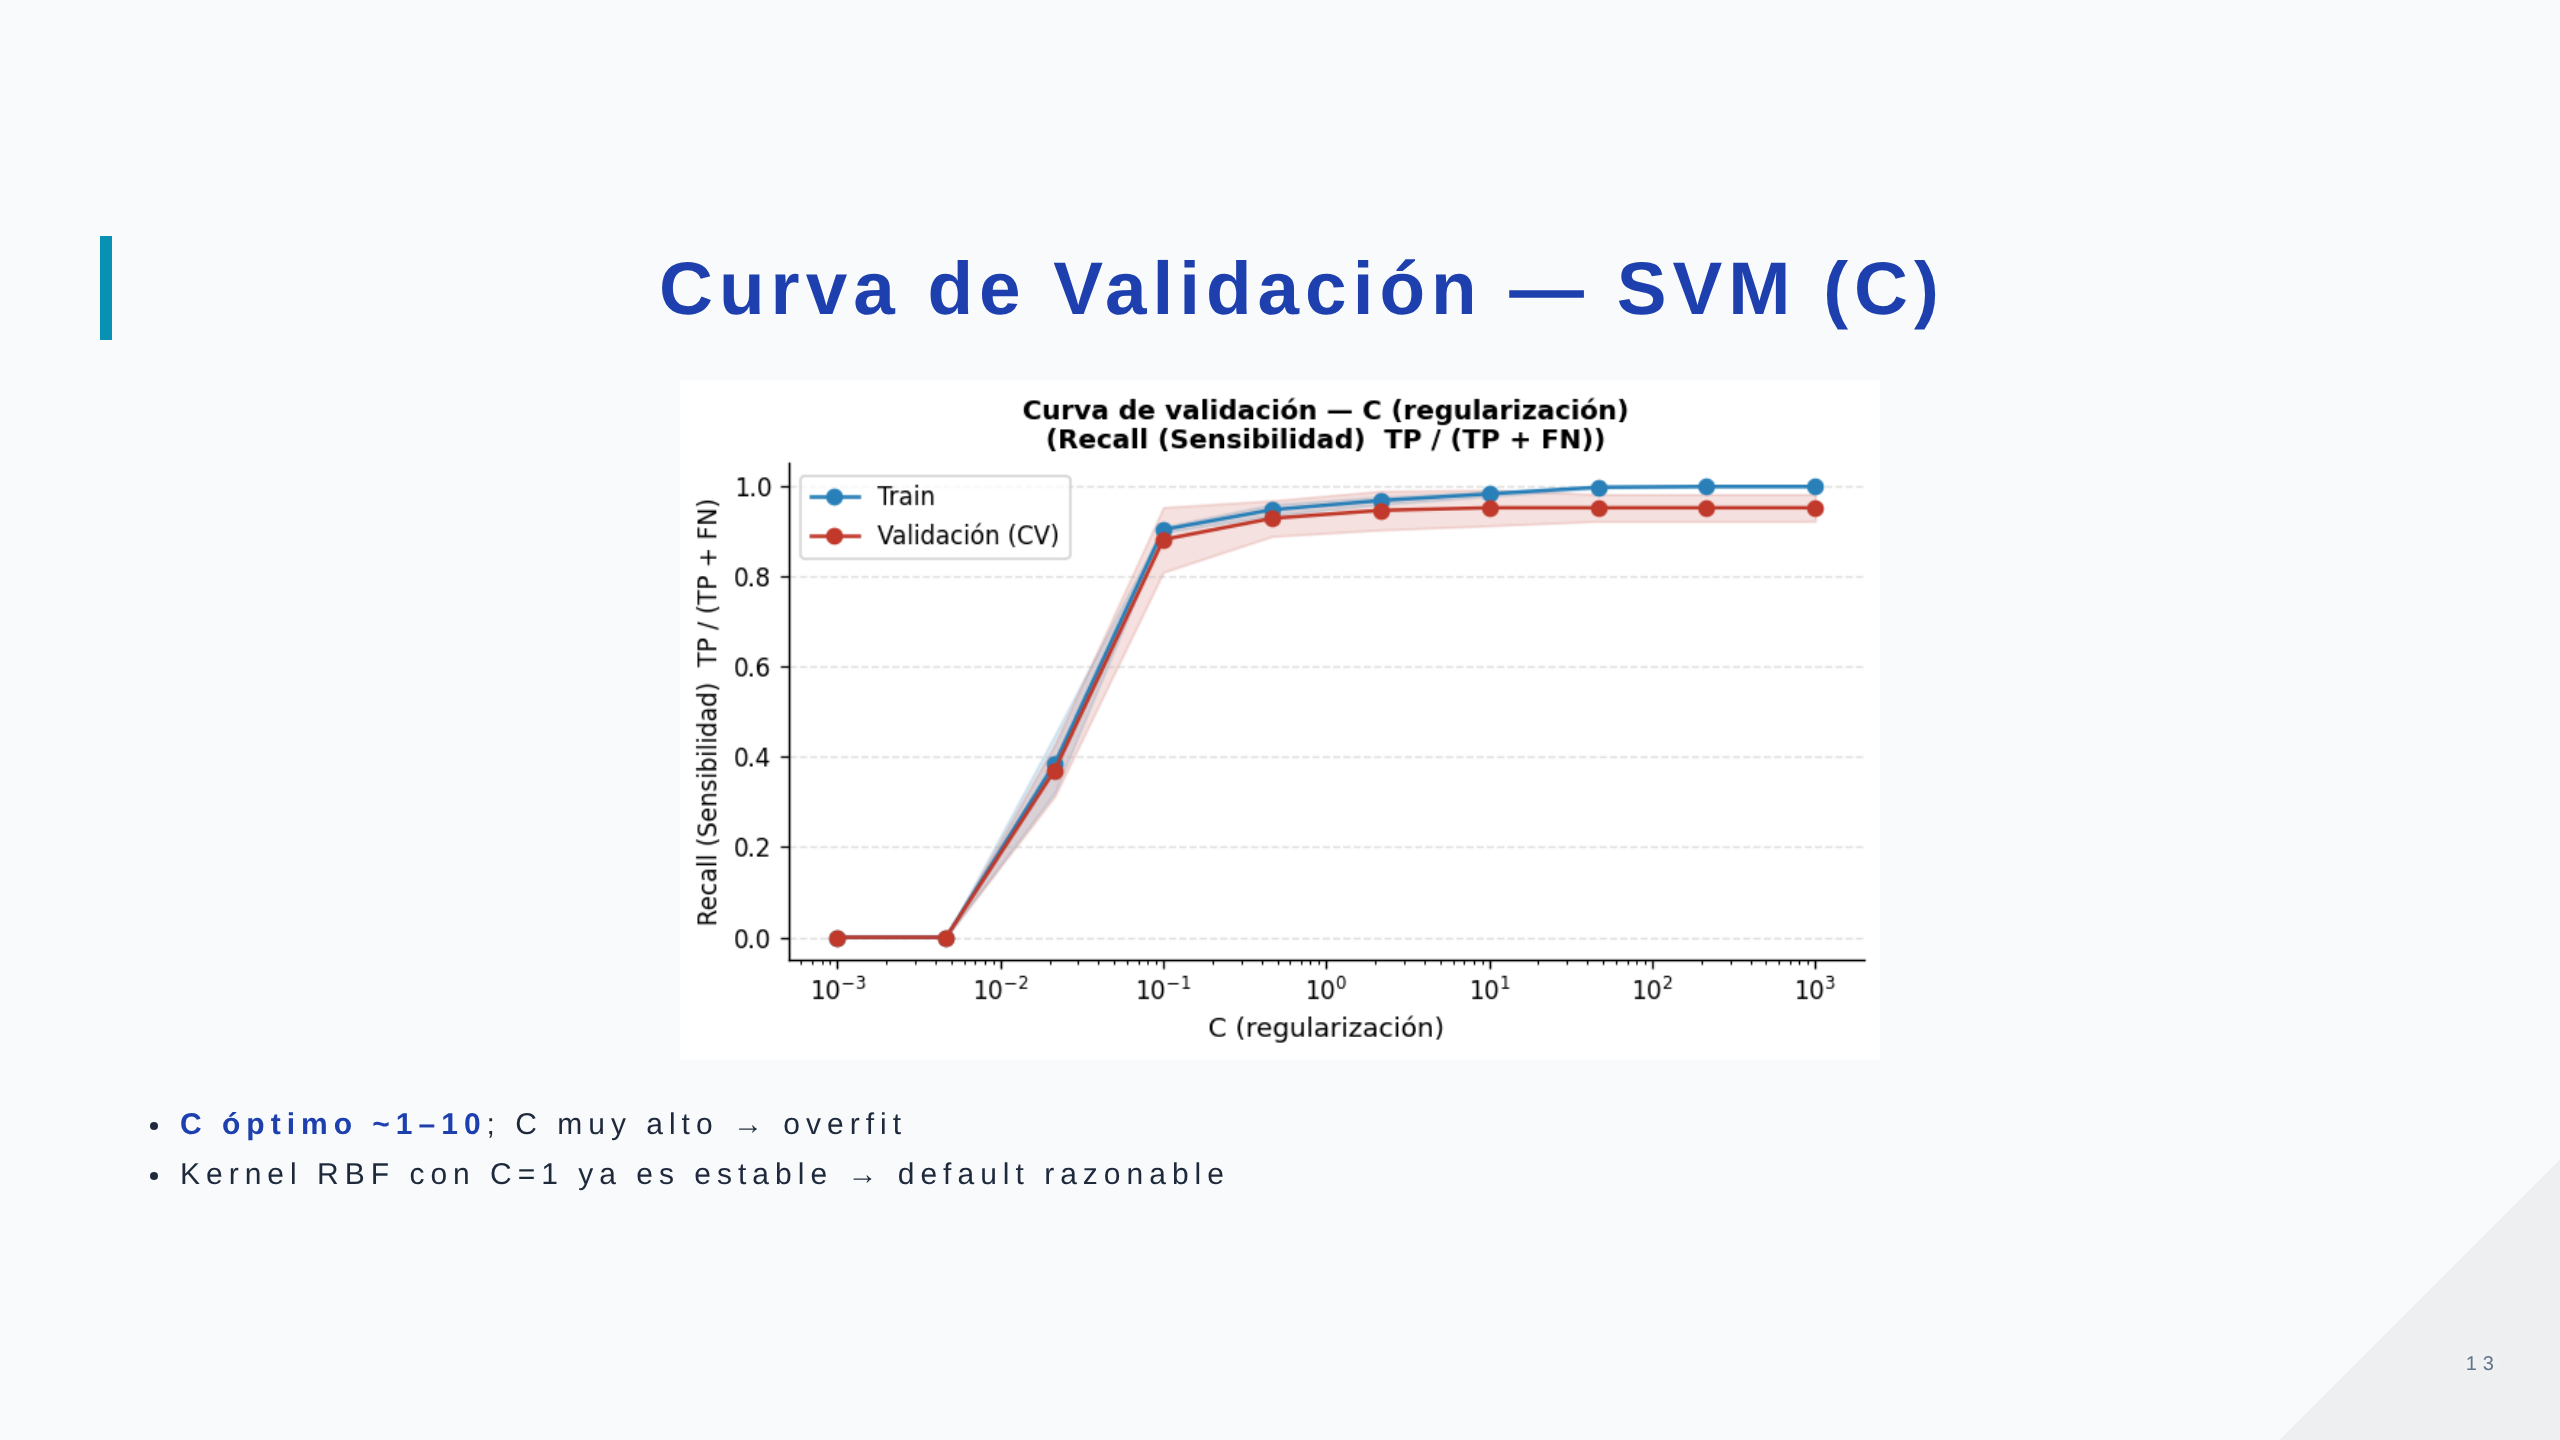 Curva de Validación — SVM (C)
Curva de validación — C (regularización)
(Recall (Sensibilidad)  TP / (TP + FN))
Train
Validación (CV)
Recall (Sensibilidad)  TP / (TP + FN)
1.0
0.8
0.6
0.4
0.2
0.0
10⁻³ 10⁻² 10⁻¹ 10⁰ 10¹ 10² 10³
C (regularización)
• C óptimo ~1–10; C muy alto → overfit
• Kernel RBF con C=1 ya es estable → default razonable
13